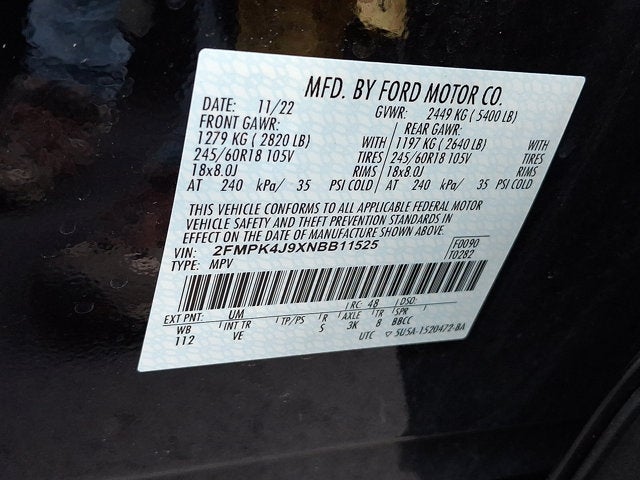 MFD. BY FORD MOTOR CO.
DATE: 11/22 GVWR: 2449 KG ( 5400 LB)
FRONT GAWR: REAR GAWR:
1279 KG ( 2820 LB) WITH 1197 KG ( 2640 LB) WITH
245/60R18 105V TIRES 245/60R18 105V TIRES
18x8.0J RIMS 18x8.0J RIMS
AT 240 kPa/ 35 PSI COLD AT 240 kPa/ 35 PSI COLD
THIS VEHICLE CONFORMS TO ALL APPLICABLE FEDERAL MOTOR
VEHICLE SAFETY AND THEFT PREVENTION STANDARDS IN
EFFECT ON THE DATE OF MANUFACTURE SHOWN ABOVE.
VIN: 2FMPK4J9XNBB11525 F0090
TYPE: MPV T0282
EXT PNT: UM RC: 48 DSO:
WB INT TR TP/PS R AXLE TR SPR
112 VE S 3K 8 BBCC
UTC ▽ 5U5A-1520472-BA